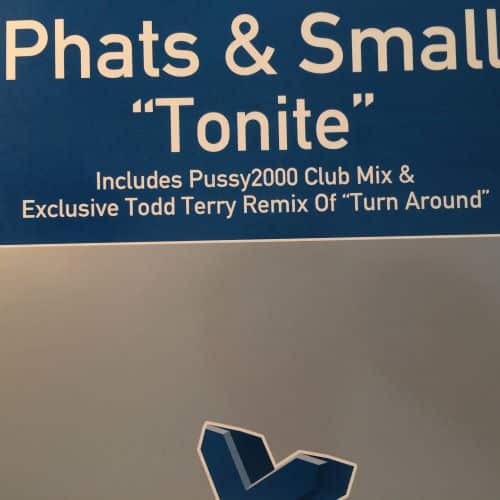 Phats & Small
“Tonite”
Includes Pussy2000 Club Mix &
Exclusive Todd Terry Remix Of “Turn Around”